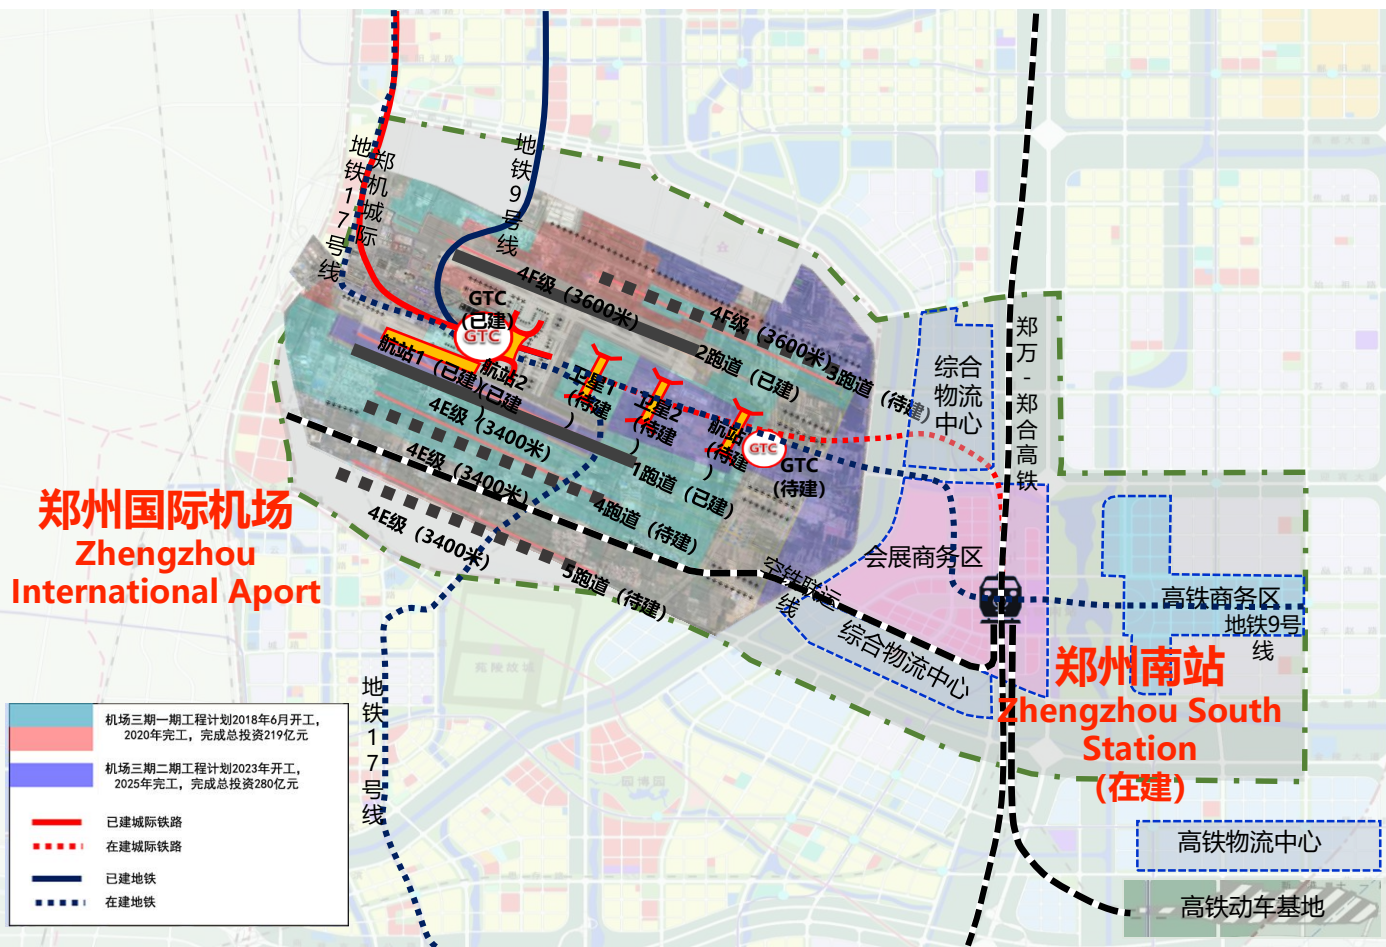 地铁17号线
郑机城际
地铁9号线
GTC
(已建)
GTC
4F级（3600米）
4F级（3600米）
2跑道（已建）
3跑道（待建）
航站1（已建）
航站2
(已建
)
卫星1
(待建
)
卫星2
(待建
)
航站
(待建
)
GTC
GTC
(待建)
4E级（3400米）
1跑道（已建）
4E级（3400米）
4跑道（待建）
4E级（3400米）
5跑道（待建）
综合
物流
中心
郑万-郑合高铁
郑州国际机场
Zhengzhou
International Aport
会展商务区
空铁联运
线
综合物流中心
高铁商务区
地铁9号
线
郑州南站
Zhengzhou South
Station
(在建)
地铁17号线
苑陵故城
园博园
机场三期一期工程计划2018年6月开工，
2020年完工，完成总投资219亿元
机场三期二期工程计划2023年开工，
2025年完工，完成总投资280亿元
已建城际铁路
在建城际铁路
已建地铁
在建地铁
高铁物流中心
高铁动车基地